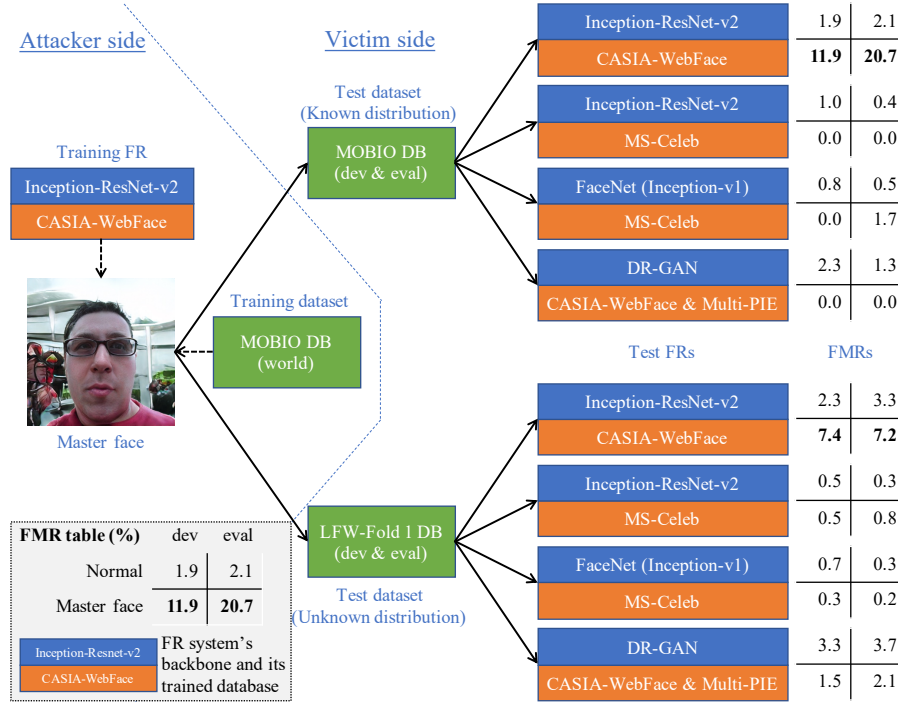 Attacker side
Victim side
Training FR
Inception-ResNet-v2
CASIA-WebFace
Master face
Training dataset
MOBIO DB
(world)
Test dataset
(Known distribution)
MOBIO DB
(dev & eval)
Inception-ResNet-v2
1.9 2.1
CASIA-WebFace
11.9 20.7
Inception-ResNet-v2
1.0 0.4
MS-Celeb
0.0 0.0
FaceNet (Inception-v1)
0.8 0.5
MS-Celeb
0.0 1.7
DR-GAN
2.3 1.3
CASIA-WebFace & Multi-PIE
0.0 0.0
Test FRs
FMRs
LFW-Fold 1 DB
(dev & eval)
Test dataset
(Unknown distribution)
Inception-ResNet-v2
2.3 3.3
CASIA-WebFace
7.4 7.2
Inception-ResNet-v2
0.5 0.3
MS-Celeb
0.5 0.8
FaceNet (Inception-v1)
0.7 0.3
MS-Celeb
0.3 0.2
DR-GAN
3.3 3.7
CASIA-WebFace & Multi-PIE
1.5 2.1
FMR table (%) dev eval
Normal 1.9 2.1
Master face 11.9 20.7
Inception-Resnet-v2
CASIA-WebFace
FR system's
backbone and its
trained database